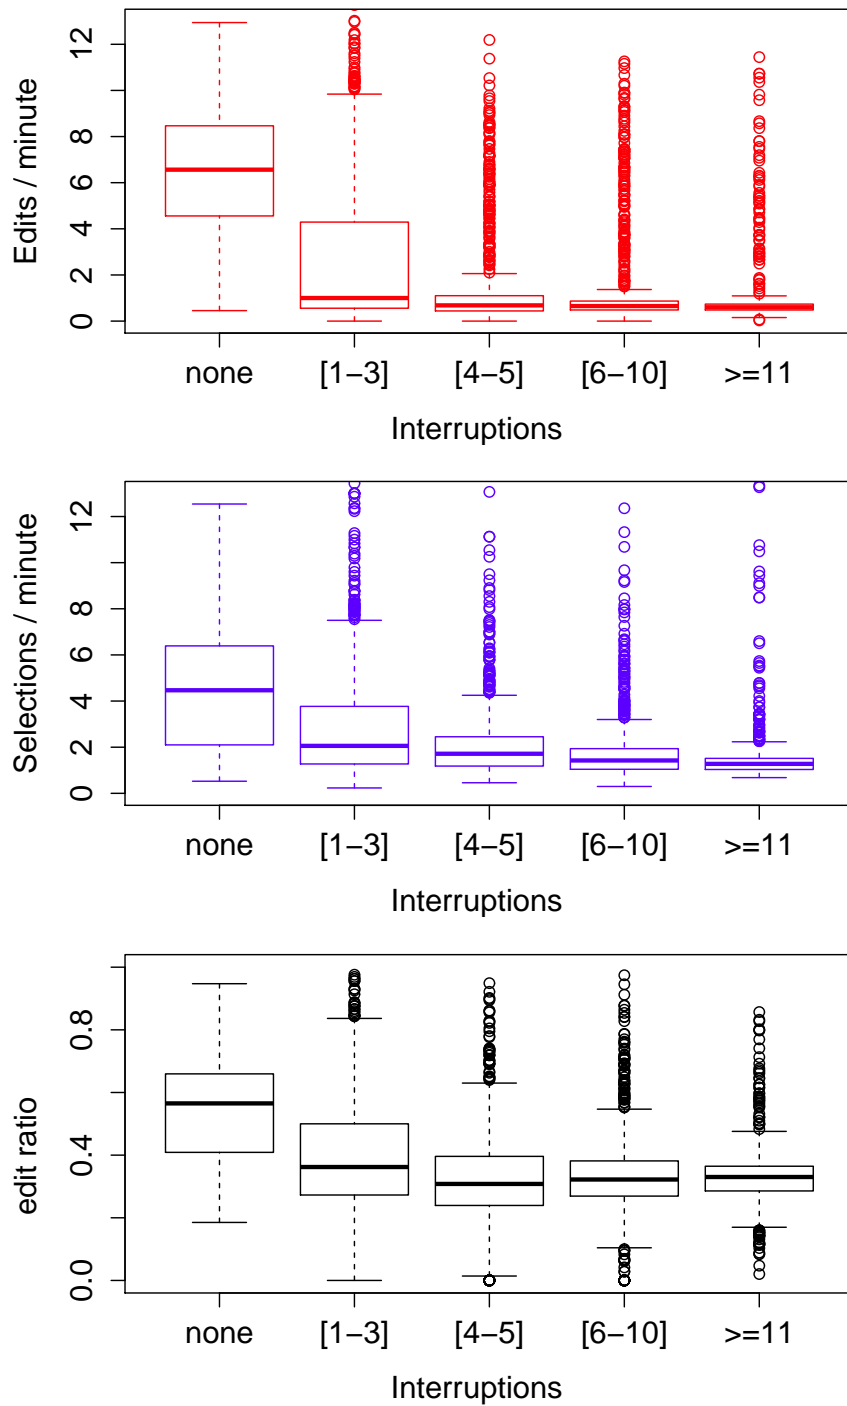 Edits / minute
12
8
6
4
2
0
none [1−3] [4−5] [6−10] >=11
Interruptions
Selections / minute
12
8
6
4
2
0
none [1−3] [4−5] [6−10] >=11
Interruptions
edit ratio
0.8
0.4
0.0
none [1−3] [4−5] [6−10] >=11
Interruptions